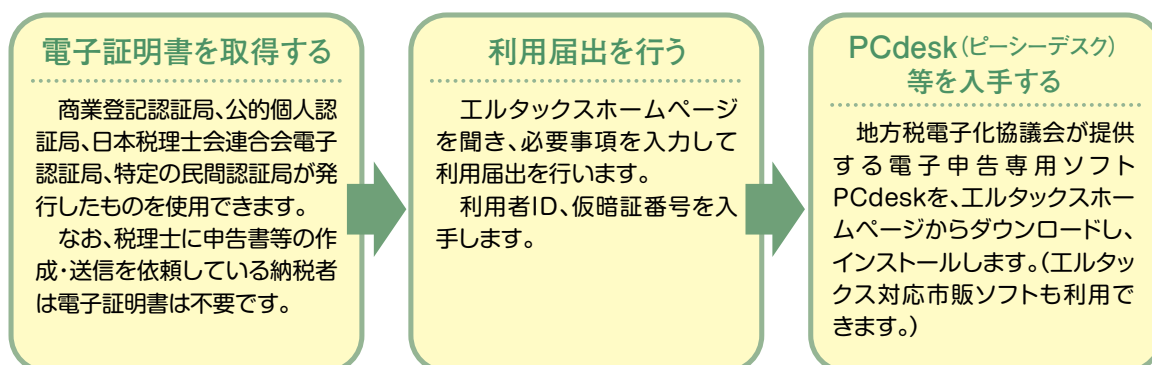 電子証明書を取得する
商業登記認証局、公的個人認
証局、日本税理士会連合会電子
認証局、特定の民間認証局が発
行したものを使用できます。
なお、税理士に申告書等の作
成・送信を依頼している納税者
は電子証明書は不要です。
利用届出を行う
エルタックスホームページ
を聞き、必要事項を入力して
利用届出を行います。
利用者ID、仮暗証番号を入
手します。
PCdesk(ピーシーデスク)
等を入手する
地方税電子化協議会が提供
する電子申告専用ソフト
PCdeskを、エルタックスホー
ムページからダウンロードし、
インストールします。(エルタッ
クス対応市販ソフトも利用で
きます。)